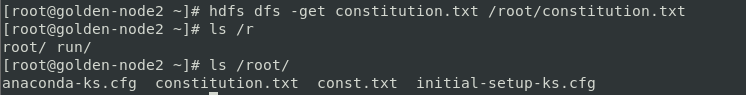 [root@golden-node2 ~]# hdfs dfs -get constitution.txt /root/constitution.txt
[root@golden-node2 ~]# ls /r
root/ run/
[root@golden-node2 ~]# ls /root/
anaconda-ks.cfg  constitution.txt  const.txt  initial-setup-ks.cfg